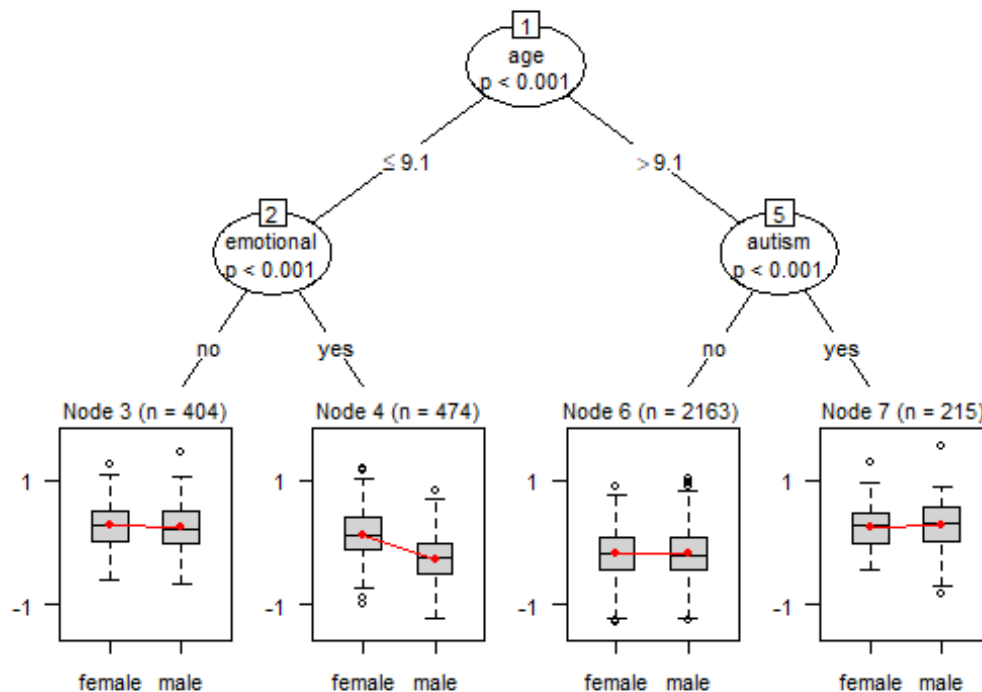 1
age
p < 0.001
≤ 9.1
> 9.1
2
emotional
p < 0.001
5
autism
p < 0.001
no
yes
no
yes
Node 3 (n = 404)
Node 4 (n = 474)
Node 6 (n = 2163)
Node 7 (n = 215)
1
1
1
1
-1
-1
-1
-1
female male
female male
female male
female male